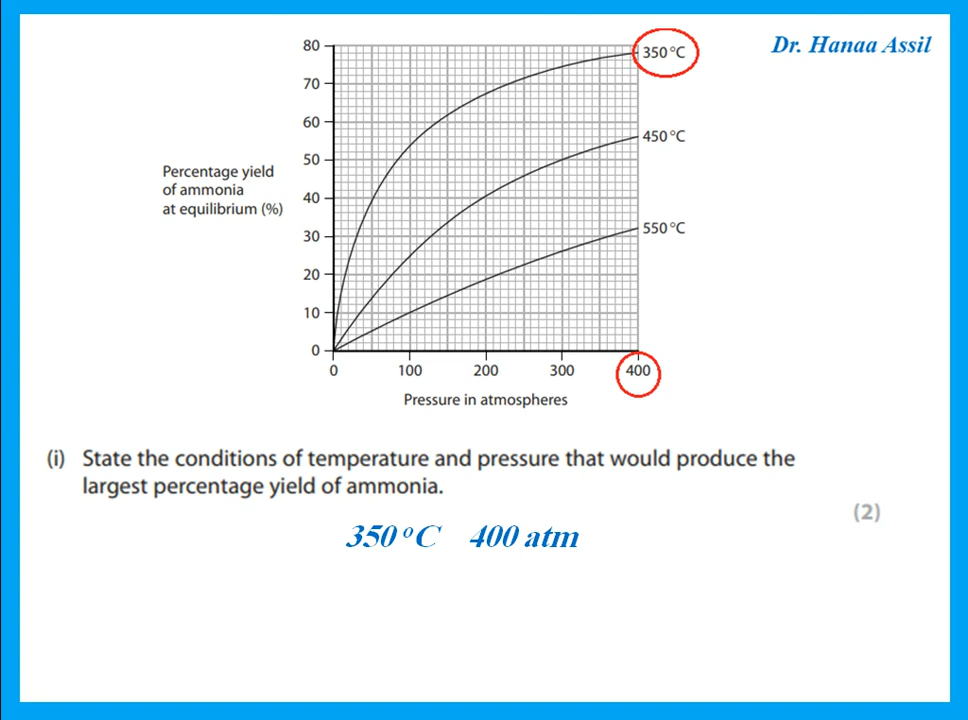 Dr. Hanaa Assil
80
70
60
50
40
30
20
10
0
Percentage yield
of ammonia
at equilibrium (%)
350 °C
450 °C
550 °C
0 100 200 300 400
Pressure in atmospheres
(i) State the conditions of temperature and pressure that would produce the
largest percentage yield of ammonia.
(2)
350 °C 400 atm